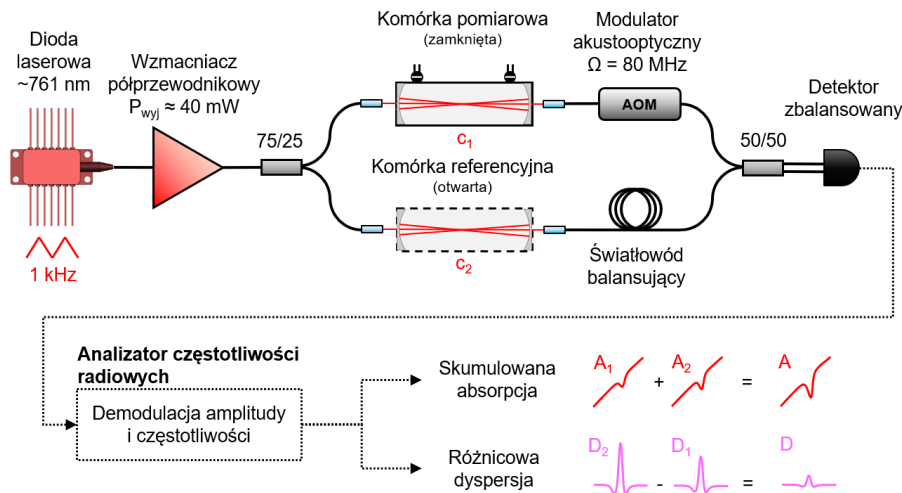 Dioda
laserowa
~761 nm
1 kHz
Wzmacniacz
półprzewodnikowy
Pwyj ≈ 40 mW
75/25
Komórka pomiarowa
(zamknięta)
c1
Komórka referencyjna
(otwarta)
c2
Modulator
akustooptyczny
Ω = 80 MHz
AOM
Światłowód
balansujący
50/50
Detektor
zbalansowany
Analizator częstotliwości
radiowych
Demodulacja amplitudy
i częstotliwości
Skumulowana
absorpcja
A1 + A2 = A
Różnicowa
dyspersja
D2 - D1 = D